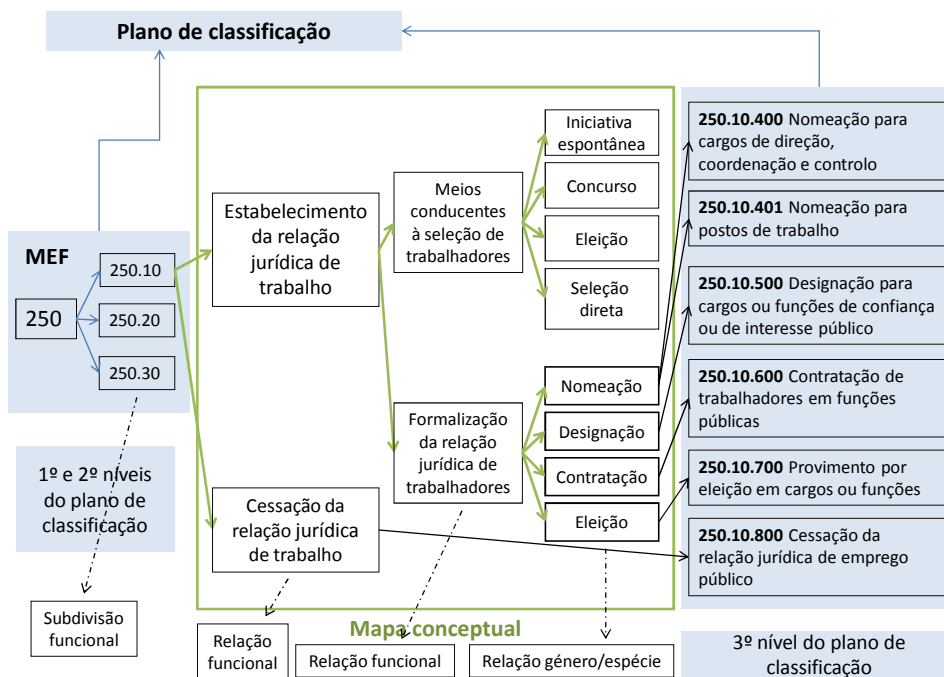 Plano de classificação
MEF
250
250.10
250.20
250.30
1º e 2º níveis
do plano de
classificação
Subdivisão
funcional
Estabelecimento
da relação
jurídica de
trabalho
Cessação da
relação jurídica
de trabalho
Meios
conducentes
à seleção de
trabalhadores
Formalização
da relação
jurídica de
trabalhadores
Iniciativa
espontânea
Concurso
Eleição
Seleção
direta
Nomeação
Designação
Contratação
Eleição
Mapa conceptual
Relação
funcional
Relação funcional
Relação género/espécie
250.10.400 Nomeação para
cargos de direção,
coordenação e controlo
250.10.401 Nomeação para
postos de trabalho
250.10.500 Designação para
cargos ou funções de confiança
ou de interesse público
250.10.600 Contratação de
trabalhadores em funções
públicas
250.10.700 Provimento por
eleição em cargos ou funções
250.10.800 Cessação da
relação jurídica de emprego
público
3º nível do plano de
classificação